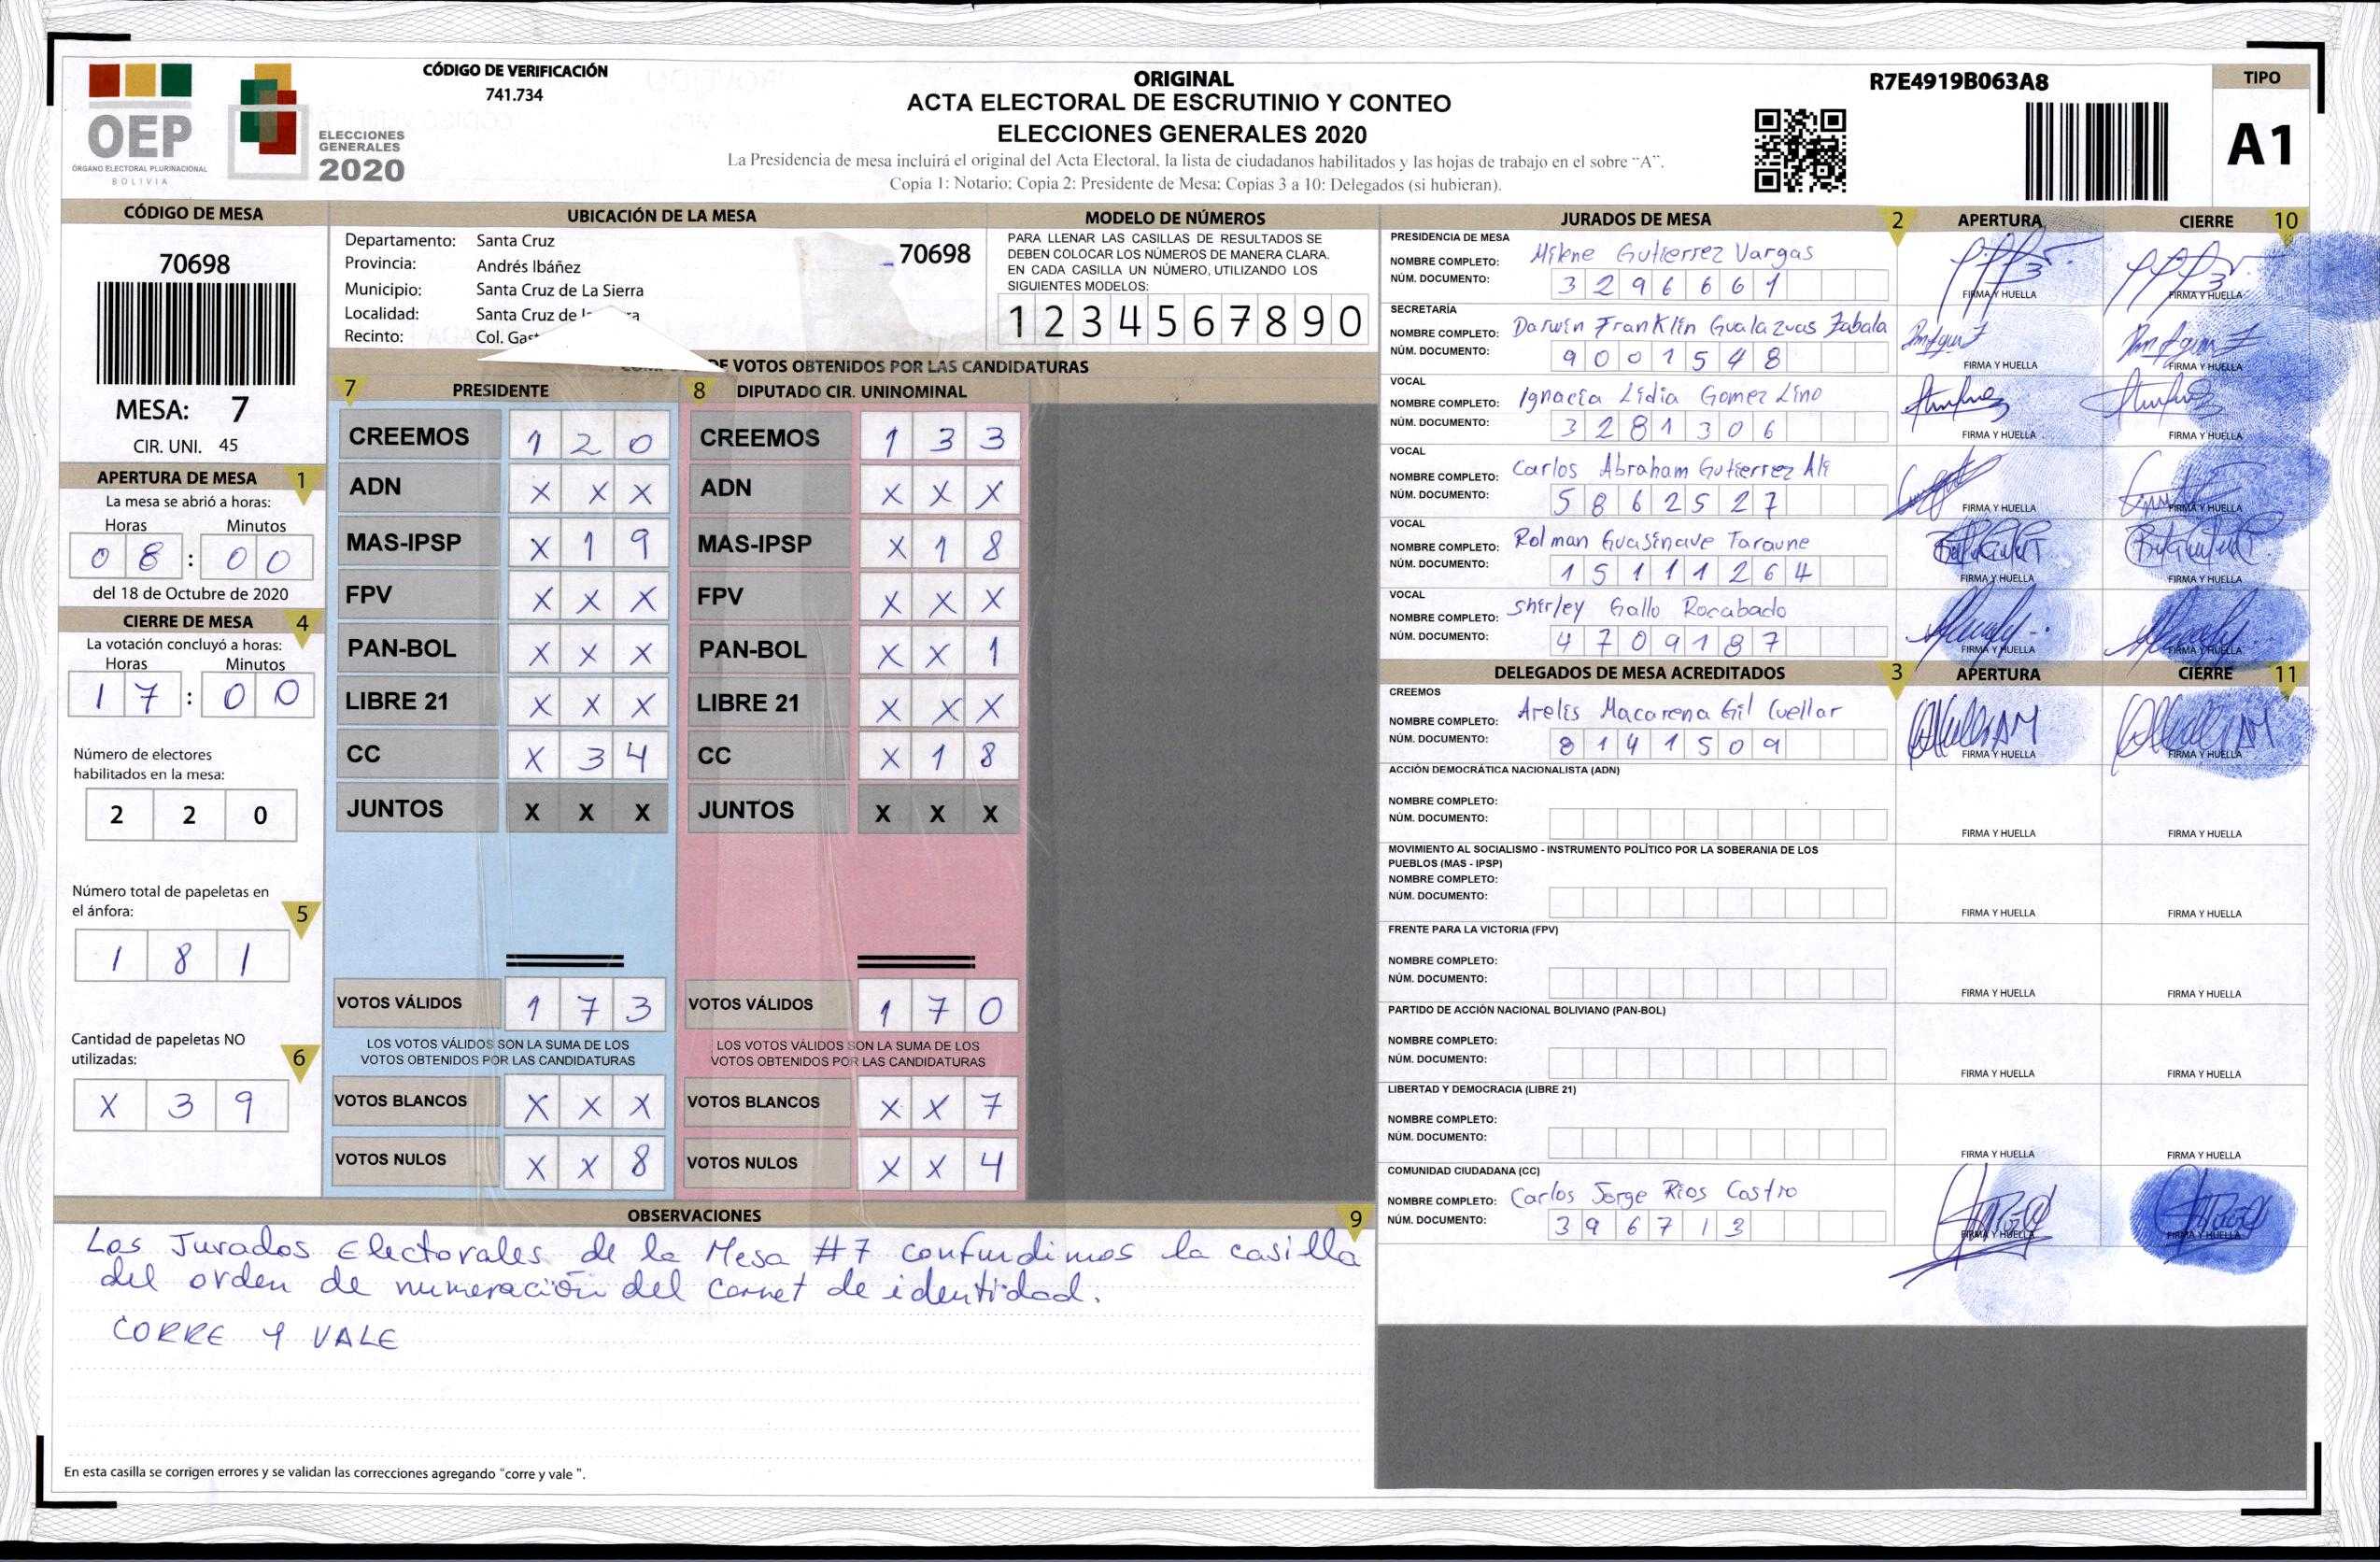 OEP
ÓRGANO ELECTORAL PLURINACIONAL
BOLIVIA
ELECCIONES
GENERALES
2020
CÓDIGO DE VERIFICACIÓN
741.734
ORIGINAL
ACTA ELECTORAL DE ESCRUTINIO Y CONTEO
ELECCIONES GENERALES 2020
La Presidencia de mesa incluirá el original del Acta Electoral, la lista de ciudadanos habilitados y las hojas de trabajo en el sobre "A".
Copia 1: Notario; Copia 2: Presidente de Mesa; Copias 3 a 10: Delegados (si hubieran).
R7E4919B063A8
TIPO
A1
CÓDIGO DE MESA
70698
MESA: 7
CIR. UNI. 45
APERTURA DE MESA 1
La mesa se abrió a horas:
Horas Minutos
0 8 : 0 0
del 18 de Octubre de 2020
CIERRE DE MESA 4
La votación concluyó a horas:
Horas Minutos
1 7 : 0 0
Número de electores
habilitados en la mesa:
2 2 0
Número total de papeletas en
el ánfora: 5
1 8 1
Cantidad de papeletas NO
utilizadas: 6
X 3 9
UBICACIÓN DE LA MESA
Departamento: Santa Cruz
Provincia: Andrés Ibáñez
Municipio: Santa Cruz de La Sierra
Localidad: Santa Cruz de
Recinto: Col.
70698
MODELO DE NÚMEROS
PARA LLENAR LAS CASILLAS DE RESULTADOS SE
DEBEN COLOCAR LOS NÚMEROS DE MANERA CLARA.
EN CADA CASILLA UN NÚMERO, UTILIZANDO LOS
SIGUIENTES MODELOS:
1 2 3 4 5 6 7 8 9 0
DE VOTOS OBTENIDOS POR LAS CANDIDATURAS
7 PRESIDENTE
CREEMOS 1 2 0
ADN X X X
MAS-IPSP X 1 9
FPV X X X
PAN-BOL X X X
LIBRE 21 X X X
CC X 3 4
JUNTOS X X X
VOTOS VÁLIDOS 1 7 3
LOS VOTOS VÁLIDOS SON LA SUMA DE LOS
VOTOS OBTENIDOS POR LAS CANDIDATURAS
VOTOS BLANCOS X X X
VOTOS NULOS X X 8
8 DIPUTADO CIR. UNINOMINAL
CREEMOS 1 3 3
ADN X X X
MAS-IPSP X 1 8
FPV X X X
PAN-BOL X X 1
LIBRE 21 X X X
CC X 1 8
JUNTOS X X X
VOTOS VÁLIDOS 1 7 0
LOS VOTOS VÁLIDOS SON LA SUMA DE LOS
VOTOS OBTENIDOS POR LAS CANDIDATURAS
VOTOS BLANCOS X X 7
VOTOS NULOS X X 4
OBSERVACIONES 9
Los Jurados Electorales de la Mesa #7 confundimos la casilla
del orden de numeración del carnet de identidad.
CORRE Y VALE
En esta casilla se corrigen errores y se validan las correcciones agregando "corre y vale ".
JURADOS DE MESA 2 APERTURA CIERRE 10
PRESIDENCIA DE MESA
NOMBRE COMPLETO: Milene Gutierrez Vargas
NÚM. DOCUMENTO: 3 2 9 6 6 6 1
FIRMA Y HUELLA FIRMA Y HUELLA
SECRETARÍA
NOMBRE COMPLETO: Darwin Franklin Gualazuas Zabala
NÚM. DOCUMENTO: 9 0 0 1 5 4 8
FIRMA Y HUELLA FIRMA Y HUELLA
VOCAL
NOMBRE COMPLETO: Ignacia Lidia Gomez Lino
NÚM. DOCUMENTO: 3 2 8 1 3 0 6
FIRMA Y HUELLA FIRMA Y HUELLA
VOCAL
NOMBRE COMPLETO: Carlos Abraham Gutierrez Ali
NÚM. DOCUMENTO: 5 8 6 2 5 2 7
FIRMA Y HUELLA FIRMA Y HUELLA
VOCAL
NOMBRE COMPLETO: Rolman Guasinave Taraune
NÚM. DOCUMENTO: 1 5 1 1 1 2 6 4
FIRMA Y HUELLA FIRMA Y HUELLA
VOCAL
NOMBRE COMPLETO: Shirley Gallo Rocabado
NÚM. DOCUMENTO: 4 7 0 9 1 8 7
FIRMA Y HUELLA FIRMA Y HUELLA
DELEGADOS DE MESA ACREDITADOS 3 APERTURA CIERRE 11
CREEMOS
NOMBRE COMPLETO: Arelis Macarena Gil Cuellar
NÚM. DOCUMENTO: 8 1 4 1 5 0 9
FIRMA Y HUELLA FIRMA Y HUELLA
ACCIÓN DEMOCRÁTICA NACIONALISTA (ADN)
NOMBRE COMPLETO:
NÚM. DOCUMENTO:
FIRMA Y HUELLA FIRMA Y HUELLA
MOVIMIENTO AL SOCIALISMO - INSTRUMENTO POLÍTICO POR LA SOBERANIA DE LOS
PUEBLOS (MAS - IPSP)
NOMBRE COMPLETO:
NÚM. DOCUMENTO:
FIRMA Y HUELLA FIRMA Y HUELLA
FRENTE PARA LA VICTORIA (FPV)
NOMBRE COMPLETO:
NÚM. DOCUMENTO:
FIRMA Y HUELLA FIRMA Y HUELLA
PARTIDO DE ACCIÓN NACIONAL BOLIVIANO (PAN-BOL)
NOMBRE COMPLETO:
NÚM. DOCUMENTO:
FIRMA Y HUELLA FIRMA Y HUELLA
LIBERTAD Y DEMOCRACIA (LIBRE 21)
NOMBRE COMPLETO:
NÚM. DOCUMENTO:
FIRMA Y HUELLA FIRMA Y HUELLA
COMUNIDAD CIUDADANA (CC)
NOMBRE COMPLETO: Carlos Jorge Rios Castro
NÚM. DOCUMENTO: 3 9 6 7 1 3
FIRMA Y HUELLA FIRMA Y HUELLA